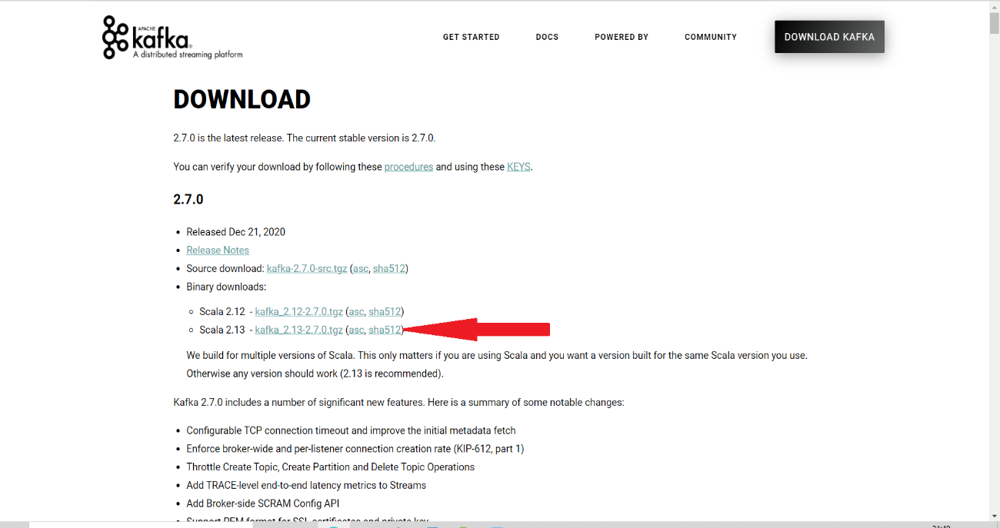 APACHE
kafka®
A distributed streaming platform
GET STARTED
DOCS
POWERED BY
COMMUNITY
DOWNLOAD KAFKA
DOWNLOAD
2.7.0 is the latest release. The current stable version is 2.7.0.
You can verify your download by following these procedures and using these KEYS.
2.7.0
• Released Dec 21, 2020
• Release Notes
• Source download: kafka-2.7.0-src.tgz (asc, sha512)
• Binary downloads:
◦ Scala 2.12 - kafka_2.12-2.7.0.tgz (asc, sha512)
◦ Scala 2.13 - kafka_2.13-2.7.0.tgz (asc, sha512)
We build for multiple versions of Scala. This only matters if you are using Scala and you want a version built for the same Scala version you use.
Otherwise any version should work (2.13 is recommended).
Kafka 2.7.0 includes a number of significant new features. Here is a summary of some notable changes:
• Configurable TCP connection timeout and improve the initial metadata fetch
• Enforce broker-wide and per-listener connection creation rate (KIP-612, part 1)
• Throttle Create Topic, Create Partition and Delete Topic Operations
• Add TRACE-level end-to-end latency metrics to Streams
• Add Broker-side SCRAM Config API
• Support PEM format for SSL certificates and private key